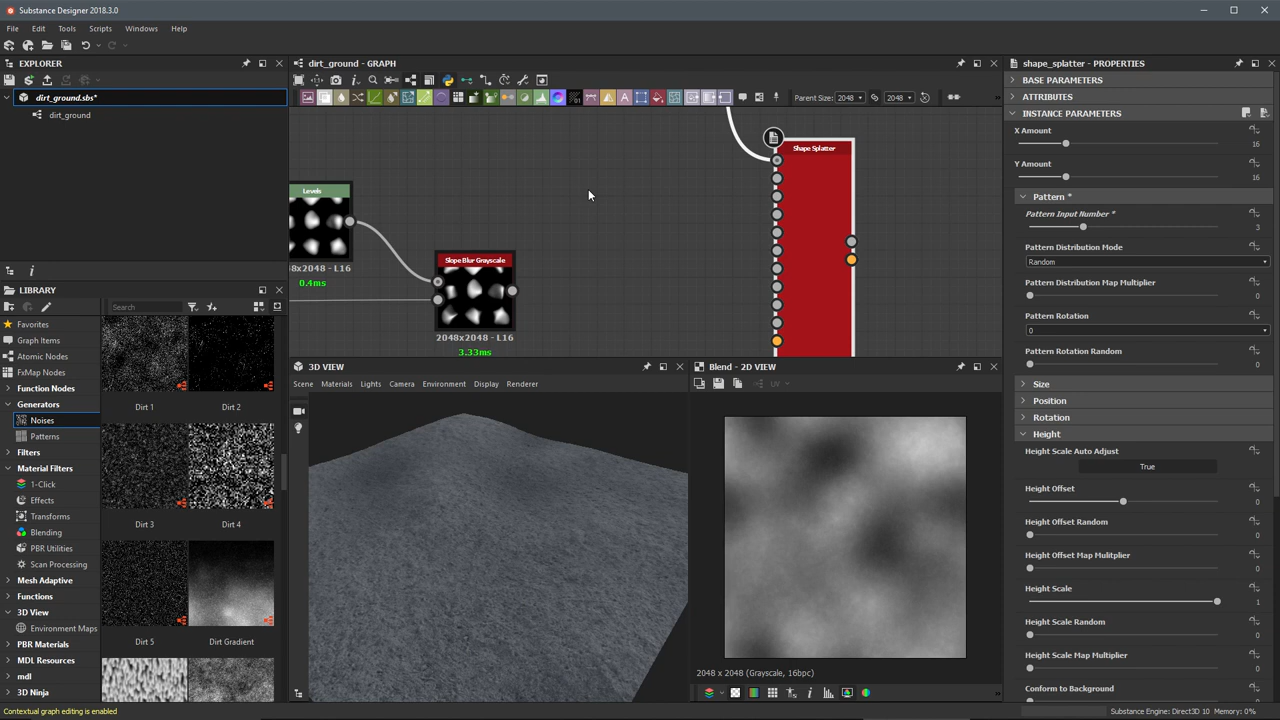 Substance Designer 2018.3.0
File Edit Tools Scripts Windows Help
EXPLORER
dirt_ground.sbs*
dirt_ground
LIBRARY
Search
Favorites
Graph Items
Atomic Nodes
FxMap Nodes
Function Nodes
Generators
Noises
Patterns
Filters
Material Filters
1-Click
Effects
Transforms
Blending
PBR Utilities
Scan Processing
Mesh Adaptive
Functions
3D View
Environment Maps
PBR Materials
MDL Resources
mdl
3D Ninja
Dirt 1
Dirt 2
Dirt 3
Dirt 4
Dirt 5
Dirt Gradient
dirt_ground - GRAPH
Parent Size: 2048 2048
Levels
48x2048 - L16
0.4ms
Slope Blur Grayscale
2048x2048 - L16
3.33ms
Shape Splatter
3D VIEW
Scene Materials Lights Camera Environment Display Renderer
Blend - 2D VIEW
UV
2048 x 2048 (Grayscale, 16bpc)
shape_splatter - PROPERTIES
BASE PARAMETERS
ATTRIBUTES
INSTANCE PARAMETERS
X Amount
16
Y Amount
16
Pattern *
Pattern Input Number *
3
Pattern Distribution Mode
Random
Pattern Distribution Map Multiplier
0
Pattern Rotation
0
Pattern Rotation Random
0
Size
Position
Rotation
Height
Height Scale Auto Adjust
True
Height Offset
0
Height Offset Random
0
Height Offset Map Mulitplier
0
Height Scale
1
Height Scale Random
0
Height Scale Map Multiplier
0
Conform to Background
Contextual graph editing is enabled
Substance Engine: Direct3D 10 Memory: 0%